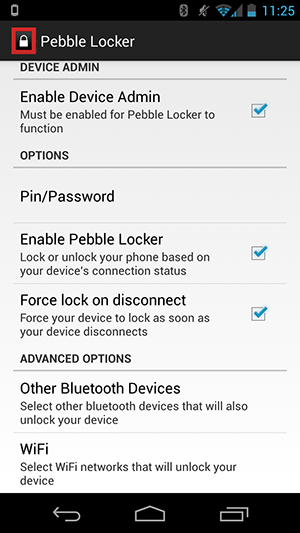 11:25
Pebble Locker
DEVICE ADMIN
Enable Device Admin
Must be enabled for Pebble Locker to
function
OPTIONS
Pin/Password
Enable Pebble Locker
Lock or unlock your phone based on
your device's connection status
Force lock on disconnect
Force your device to lock as soon as
your device disconnects
ADVANCED OPTIONS
Other Bluetooth Devices
Select other bluetooth devices that will also
unlock your device
WiFi
Select WiFi networks that will unlock your
device